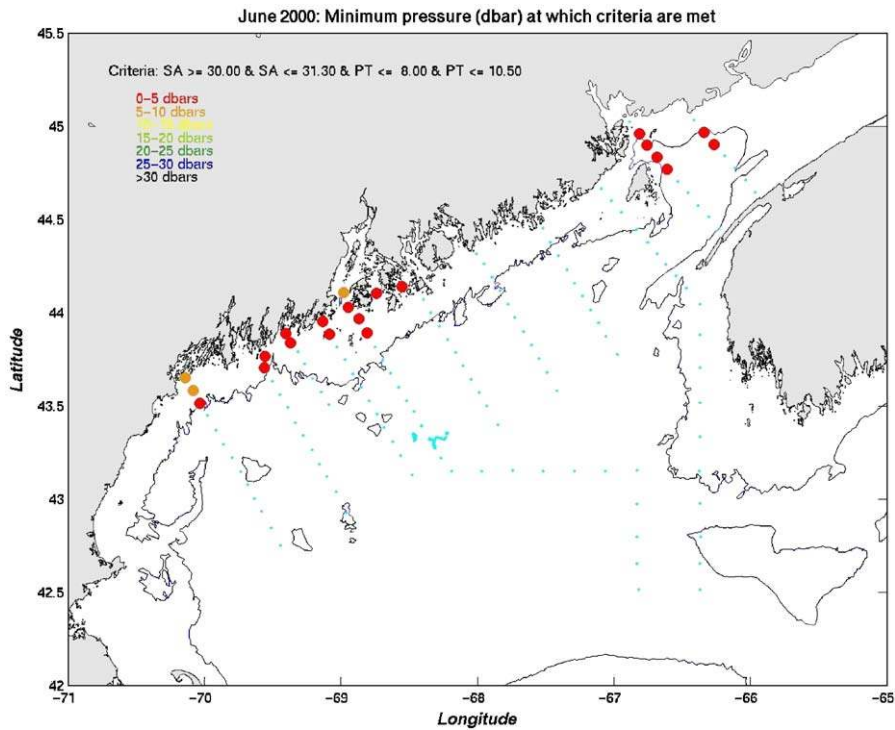 June 2000: Minimum pressure (dbar) at which criteria are met
Criteria: SA >= 30.00 & SA <= 31.30 & PT <= 8.00 & PT <= 10.50
0-5 dbars
5-10 dbars
10-15 dbars
15-20 dbars
20-25 dbars
25-30 dbars
>30 dbars
45.5
45
44.5
44
43.5
43
42.5
42
Latitude
-71
-70
-69
-68
-67
-66
-65
Longitude